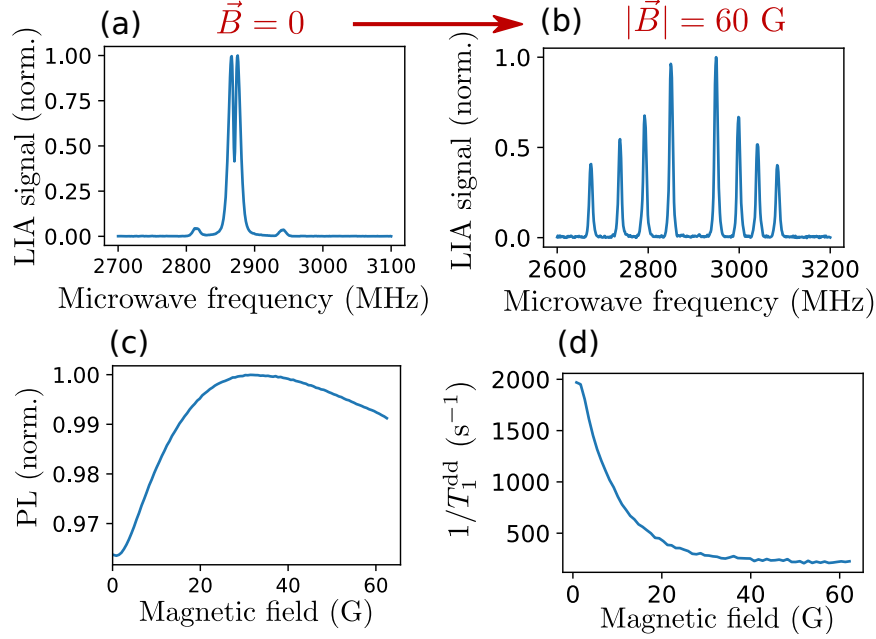 (a) B⃗ = 0
(b) |B⃗| = 60 G
LIA signal (norm.)
1.00
0.75
0.50
0.25
0.00
2700 2800 2900 3000 3100
Microwave frequency (MHz)
LIA signal (norm.)
1.0
0.5
0.0
2600 2800 3000 3200
Microwave frequency (MHz)
(c)
PL (norm.)
1.00
0.99
0.98
0.97
0 20 40 60
Magnetic field (G)
(d)
1/T₁ᵈᵈ (s⁻¹)
2000
1500
1000
500
0 20 40 60
Magnetic field (G)